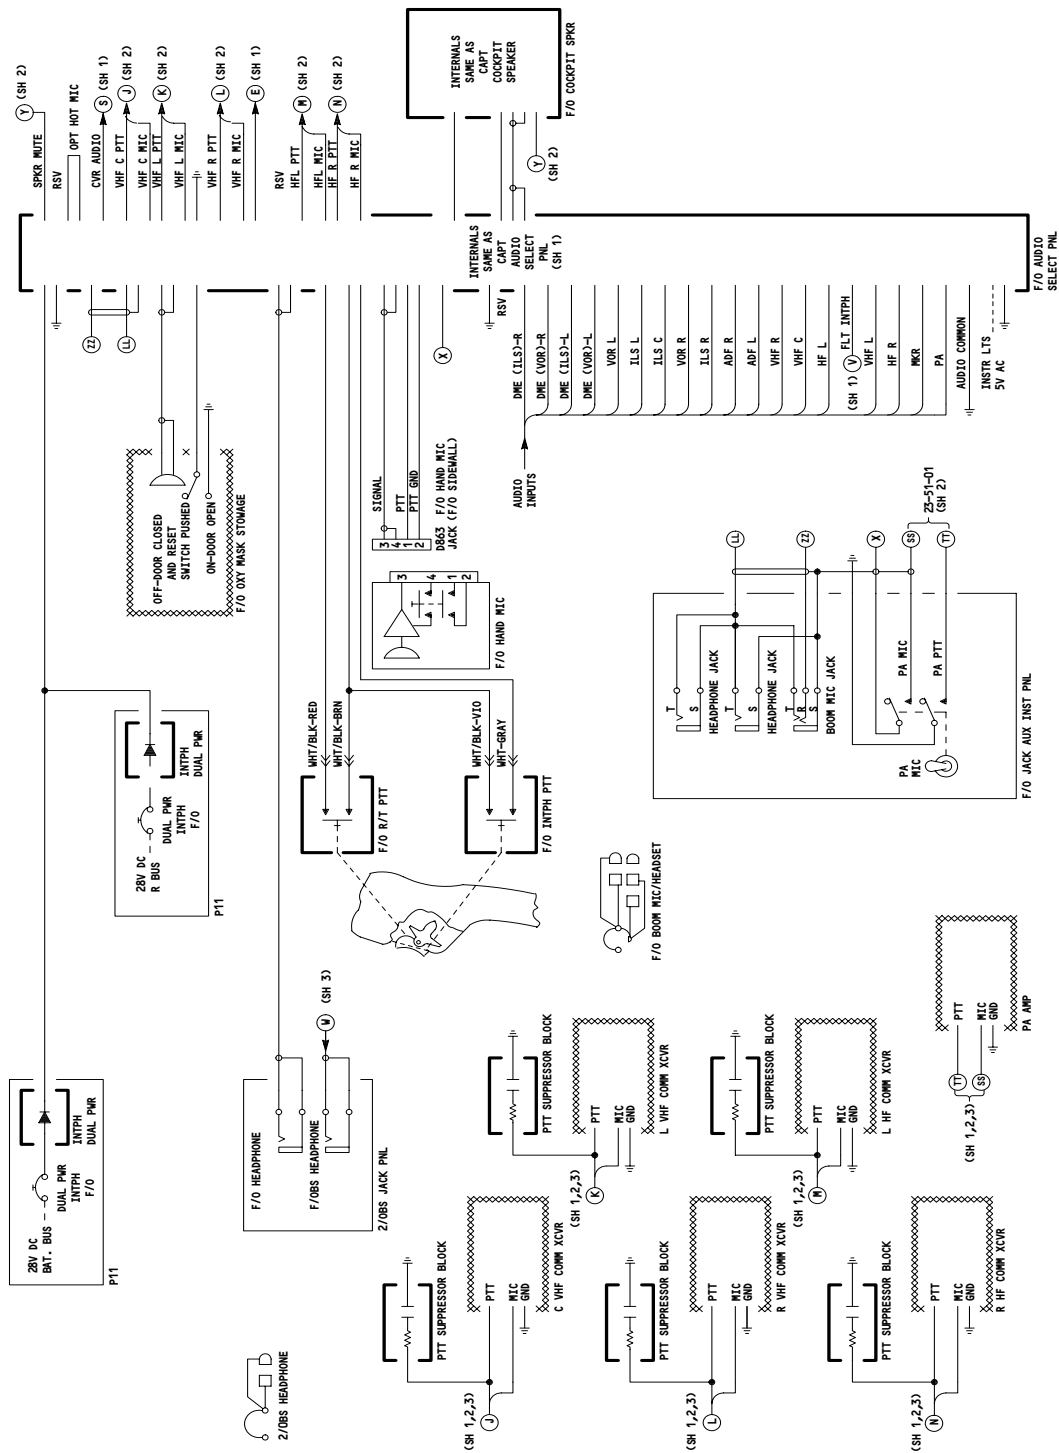 28V DC
BAT. BUS
DUAL PWR
INTPH
F/O
INTPH
DUAL PWR
P11
28V DC
R BUS
DUAL PWR
INTPH
F/O
INTPH
DUAL PWR
P11
OFF-DOOR CLOSED
AND RESET
SWITCH PUSHED
ON-DOOR OPEN
F/O OXY MASK STOWAGE
ZZ
LL
SPKR MUTE
Y (SH 2)
RSV
OPT HOT MIC
CVR AUDIO
S (SH 1)
VHF C PTT
J (SH 2)
VHF C MIC
VHF L PTT
K (SH 2)
VHF L MIC
VHF R PTT
L (SH 2)
VHF R MIC
E (SH 1)
RSV
HFL PTT
M (SH 2)
HFL MIC
HF R PTT
N (SH 2)
HF R MIC
INTERNALS
SAME AS
CAPT
COCKPIT
SPEAKER
F/O COCKPIT SPKR
Y
(SH 2)
INTERNALS
SAME AS
CAPT
AUDIO
SELECT
PNL
(SH 1)
F/O AUDIO
SELECT PNL
2/OBS HEADPHONE
F/O HEADPHONE
F/OBS HEADPHONE
2/OBS JACK PNL
W (SH 3)
WHT/BLK-RED
WHT/BLK-BRN
F/O R/T PTT
WHT/BLK-VIO
WHT-GRAY
F/O INTPH PTT
F/O HAND MIC
3
4
1
2
3
4
1
2
SIGNAL
PTT
PTT GND
D863 F/O HAND MIC
JACK (F/O SIDEWALL)
X
RSV
AUDIO
INPUTS
DME (ILS)-R
DME (VOR)-R
DME (ILS)-L
DME (VOR)-L
VOR L
ILS L
ILS C
VOR R
ILS R
ADF R
ADF L
VHF R
VHF C
HF L
(SH 1) V FLT INTPH
VHF L
HF R
MKR
PA
AUDIO COMMON
INSTR LTS
5V AC
F/O BOOM MIC/HEADSET
T
S
HEADPHONE JACK
T
S
HEADPHONE JACK
T
R
S
BOOM MIC JACK
PA
MIC
PA MIC
PA PTT
F/O JACK AUX INST PNL
LL
ZZ
X
SS
TT
23-51-01
(SH 2)
PTT SUPPRESSOR BLOCK
(SH 1,2,3)
J
PTT
MIC
GND
C VHF COMM XCVR
PTT SUPPRESSOR BLOCK
(SH 1,2,3)
K
PTT
MIC
GND
L VHF COMM XCVR
PTT SUPPRESSOR BLOCK
(SH 1,2,3)
L
PTT
MIC
GND
R VHF COMM XCVR
PTT SUPPRESSOR BLOCK
(SH 1,2,3)
M
PTT
MIC
GND
L HF COMM XCVR
PTT SUPPRESSOR BLOCK
(SH 1,2,3)
N
PTT
MIC
GND
R HF COMM XCVR
(SH 1,2,3)
TT
SS
PTT
MIC
GND
PA AMP